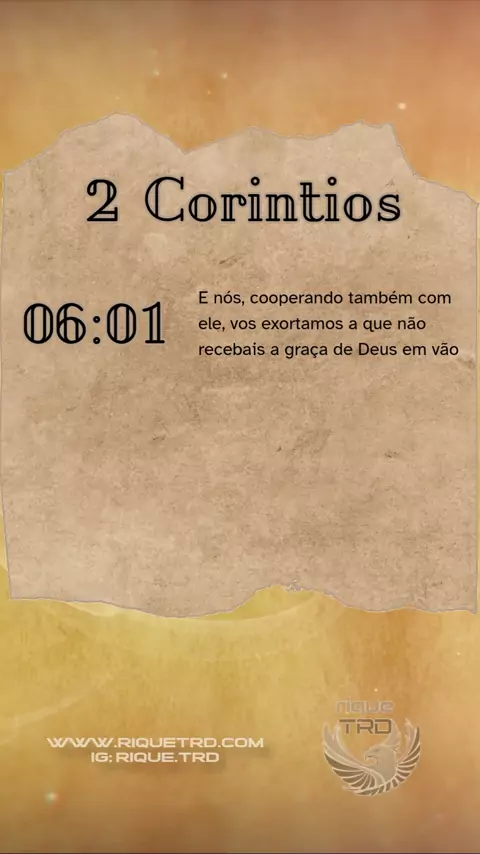 2 Corintios
06:01
E nós, cooperando também com
ele, vos exortamos a que não
recebais a graça de Deus em vão
WWW.RIQUETRD.COM
IG: RIQUE.TRD
rique
TRD